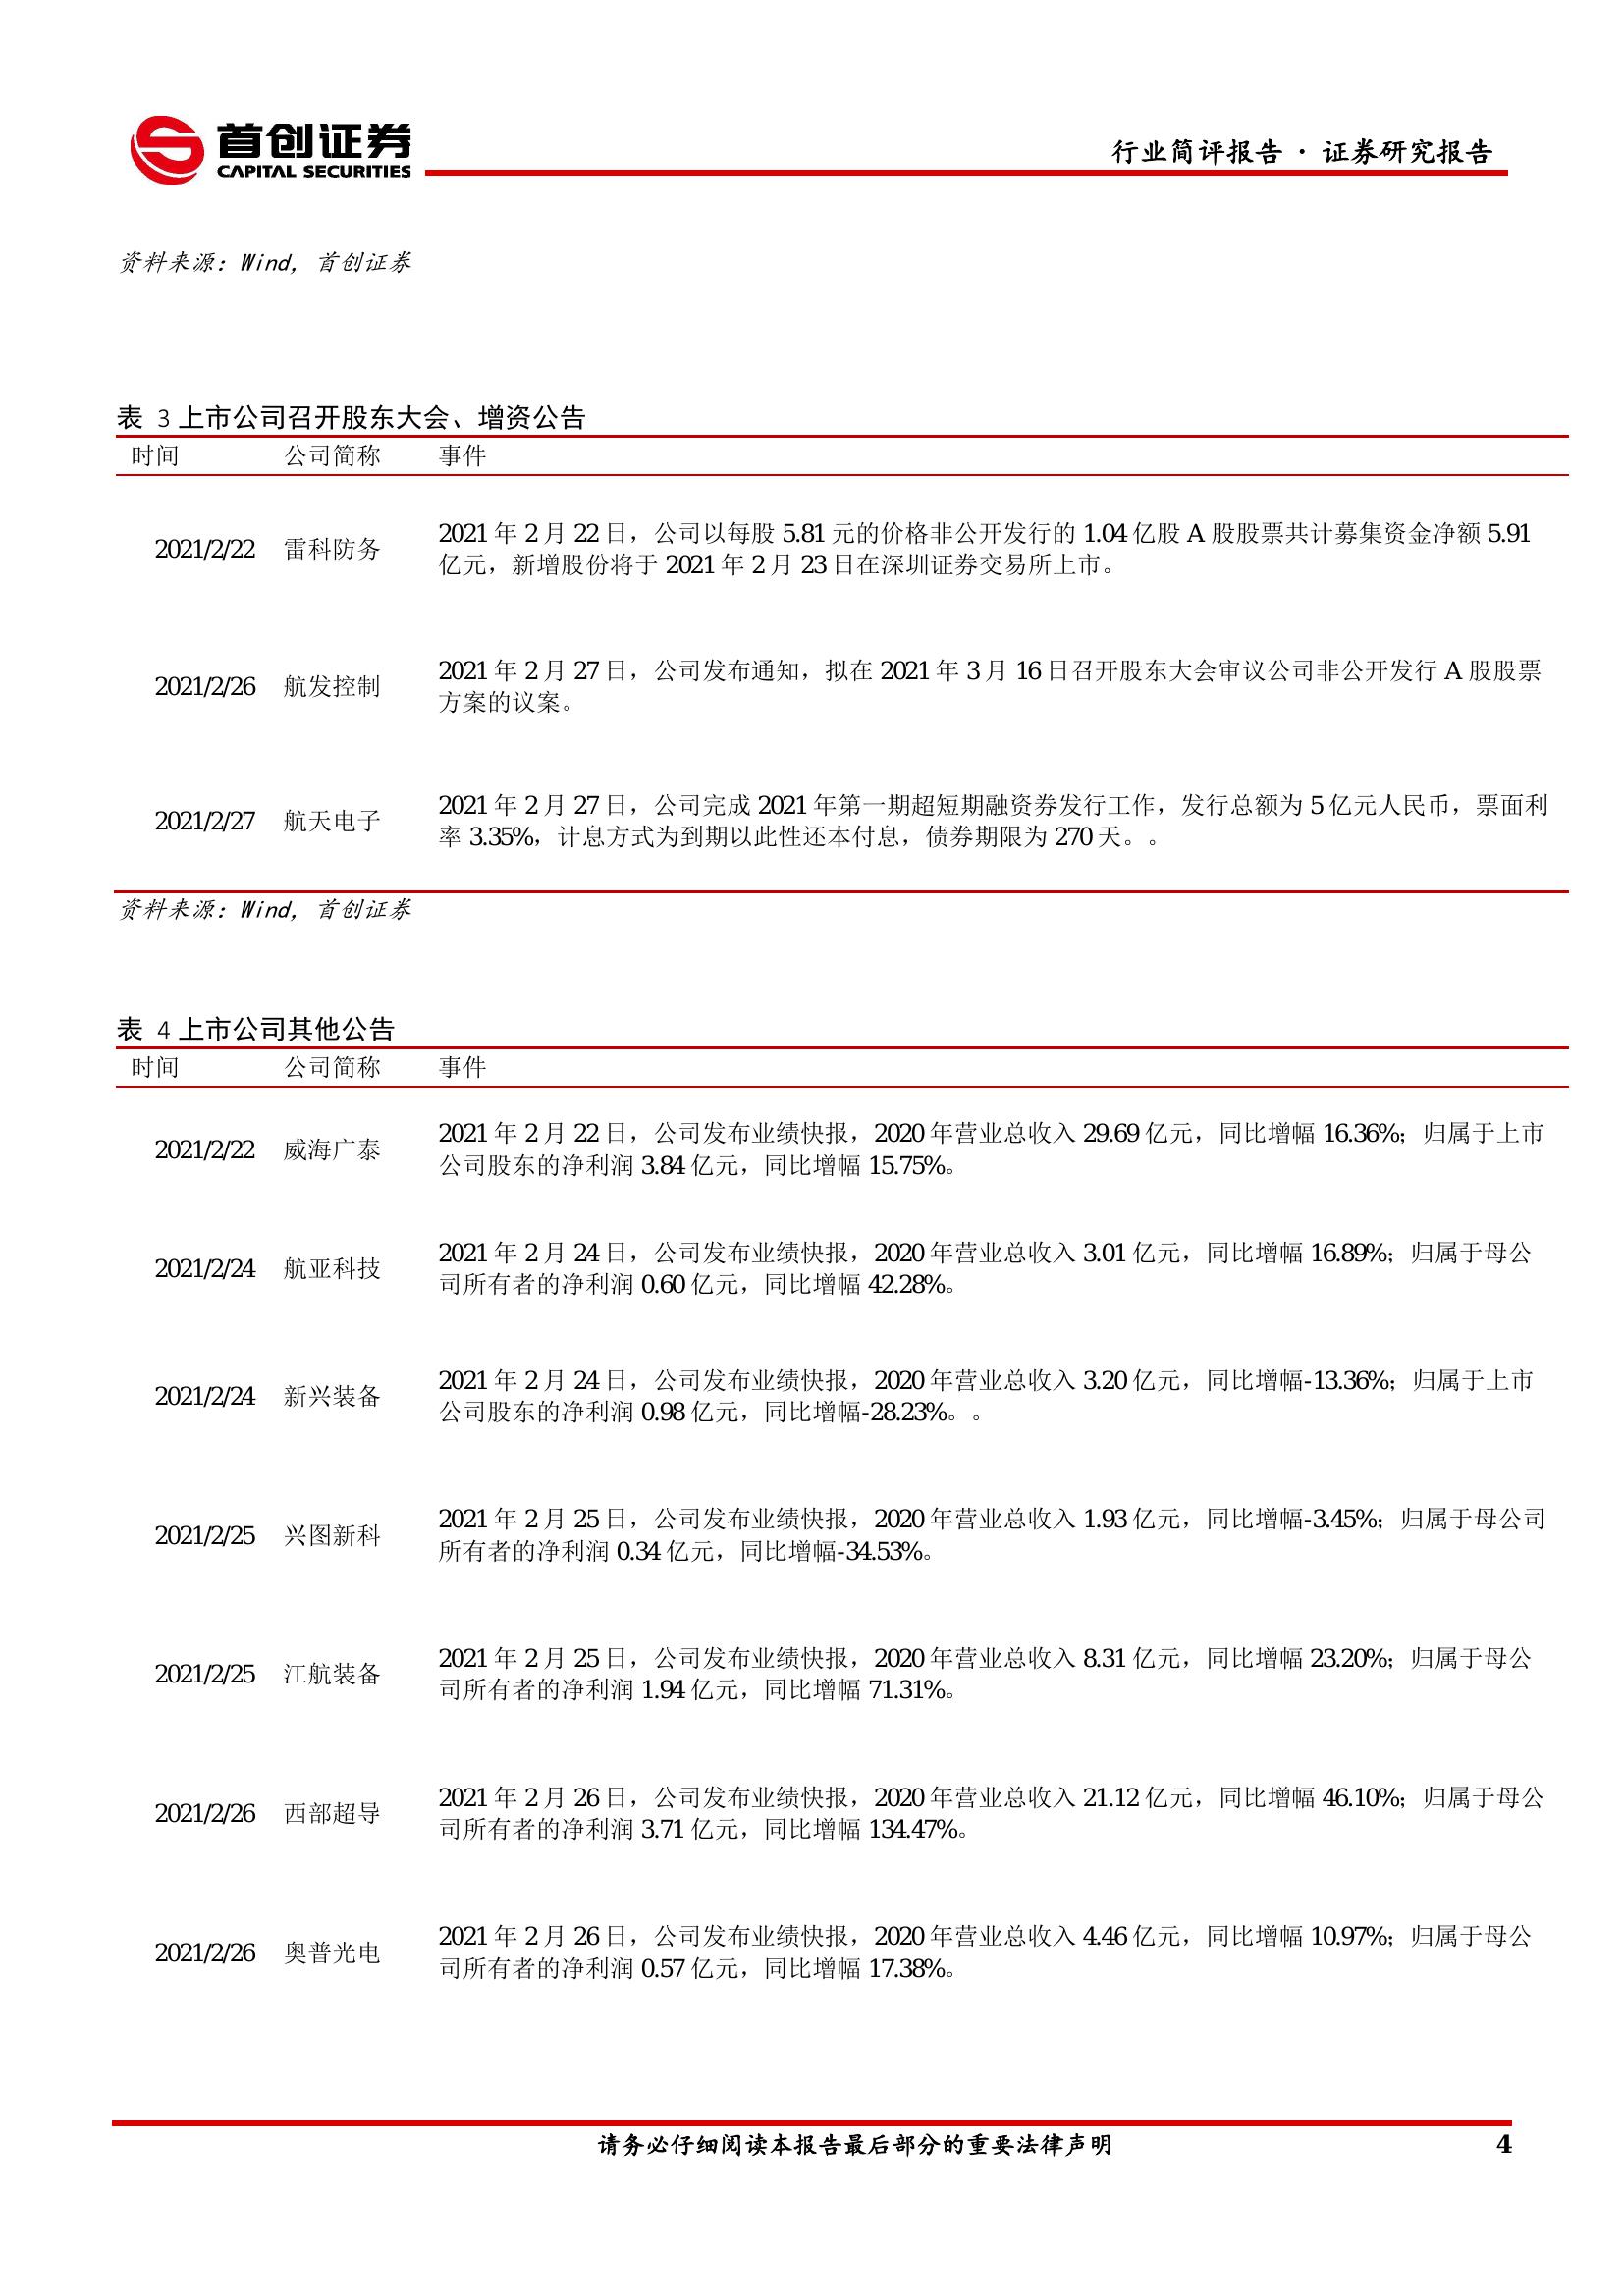 首创证券
CAPITAL SECURITIES
行业简评报告 · 证券研究报告
资料来源：Wind，首创证券
表 3 上市公司召开股东大会、增资公告
时间 公司简称 事件
2021/2/22 雷科防务 2021 年 2 月 22 日，公司以每股 5.81 元的价格非公开发行的 1.04 亿股 A 股股票共计募集资金净额 5.91
亿元，新增股份将于 2021 年 2 月 23 日在深圳证券交易所上市。
2021/2/26 航发控制 2021 年 2 月 27 日，公司发布通知，拟在 2021 年 3 月 16 日召开股东大会审议公司非公开发行 A 股股票
方案的议案。
2021/2/27 航天电子 2021 年 2 月 27 日，公司完成 2021 年第一期超短期融资券发行工作，发行总额为 5 亿元人民币，票面利
率 3.35%，计息方式为到期以此性还本付息，债券期限为 270 天。。
资料来源：Wind，首创证券
表 4 上市公司其他公告
时间 公司简称 事件
2021/2/22 威海广泰 2021 年 2 月 22 日，公司发布业绩快报，2020 年营业总收入 29.69 亿元，同比增幅 16.36%；归属于上市
公司股东的净利润 3.84 亿元，同比增幅 15.75%。
2021/2/24 航亚科技 2021 年 2 月 24 日，公司发布业绩快报，2020 年营业总收入 3.01 亿元，同比增幅 16.89%；归属于母公
司所有者的净利润 0.60 亿元，同比增幅 42.28%。
2021/2/24 新兴装备 2021 年 2 月 24 日，公司发布业绩快报，2020 年营业总收入 3.20 亿元，同比增幅-13.36%；归属于上市
公司股东的净利润 0.98 亿元，同比增幅-28.23%。。
2021/2/25 兴图新科 2021 年 2 月 25 日，公司发布业绩快报，2020 年营业总收入 1.93 亿元，同比增幅-3.45%；归属于母公司
所有者的净利润 0.34 亿元，同比增幅-34.53%。
2021/2/25 江航装备 2021 年 2 月 25 日，公司发布业绩快报，2020 年营业总收入 8.31 亿元，同比增幅 23.20%；归属于母公
司所有者的净利润 1.94 亿元，同比增幅 71.31%。
2021/2/26 西部超导 2021 年 2 月 26 日，公司发布业绩快报，2020 年营业总收入 21.12 亿元，同比增幅 46.10%；归属于母公
司所有者的净利润 3.71 亿元，同比增幅 134.47%。
2021/2/26 奥普光电 2021 年 2 月 26 日，公司发布业绩快报，2020 年营业总收入 4.46 亿元，同比增幅 10.97%；归属于母公
司所有者的净利润 0.57 亿元，同比增幅 17.38%。
请务必仔细阅读本报告最后部分的重要法律声明 4